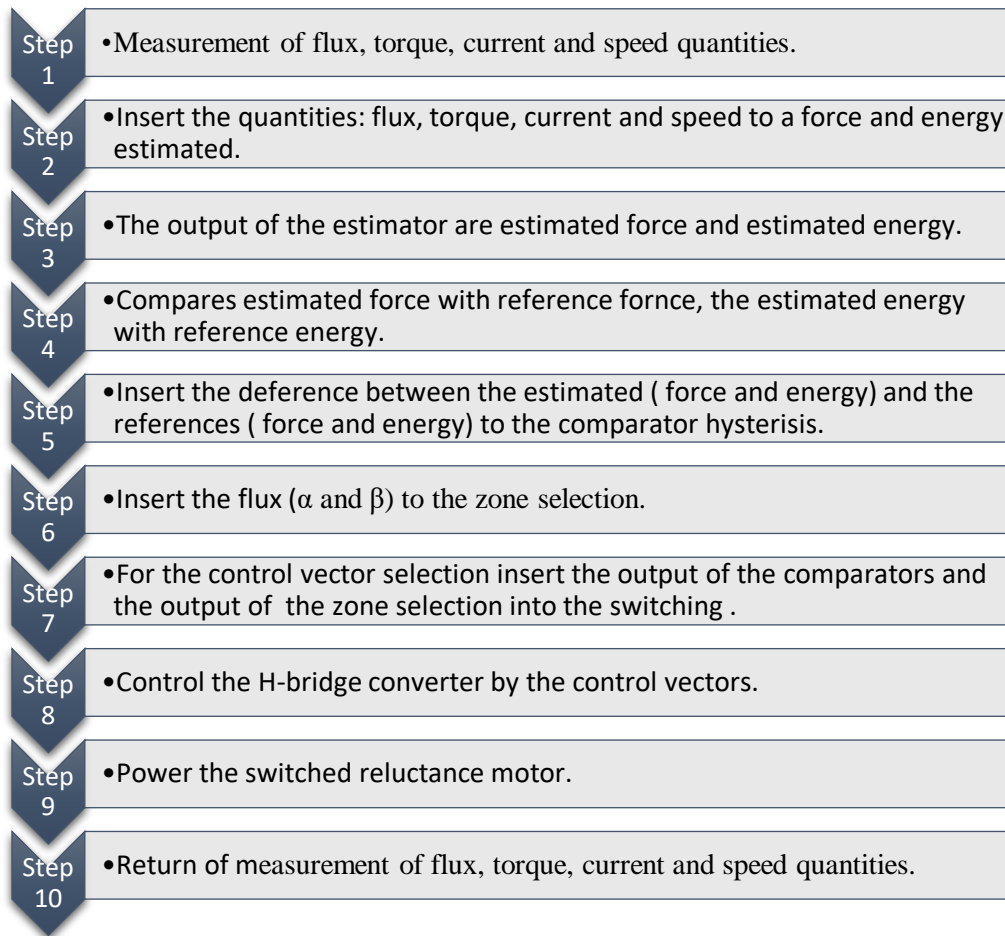 Step
1
•Measurement of flux, torque, current and speed quantities.
Step
2
•Insert the quantities: flux, torque, current and speed to a force and energy
estimated.
Step
3
•The output of the estimator are estimated force and estimated energy.
Step
4
•Compares estimated force with reference fornce, the estimated energy
with reference energy.
Step
5
•Insert the deference between the estimated ( force and energy) and the
references ( force and energy) to the comparator hysterisis.
Step
6
•Insert the flux (α and β) to the zone selection.
Step
7
•For the control vector selection insert the output of the comparators and
the output of  the zone selection into the switching .
Step
8
•Control the H-bridge converter by the control vectors.
Step
9
•Power the switched reluctance motor.
Step
10
•Return of measurement of flux, torque, current and speed quantities.